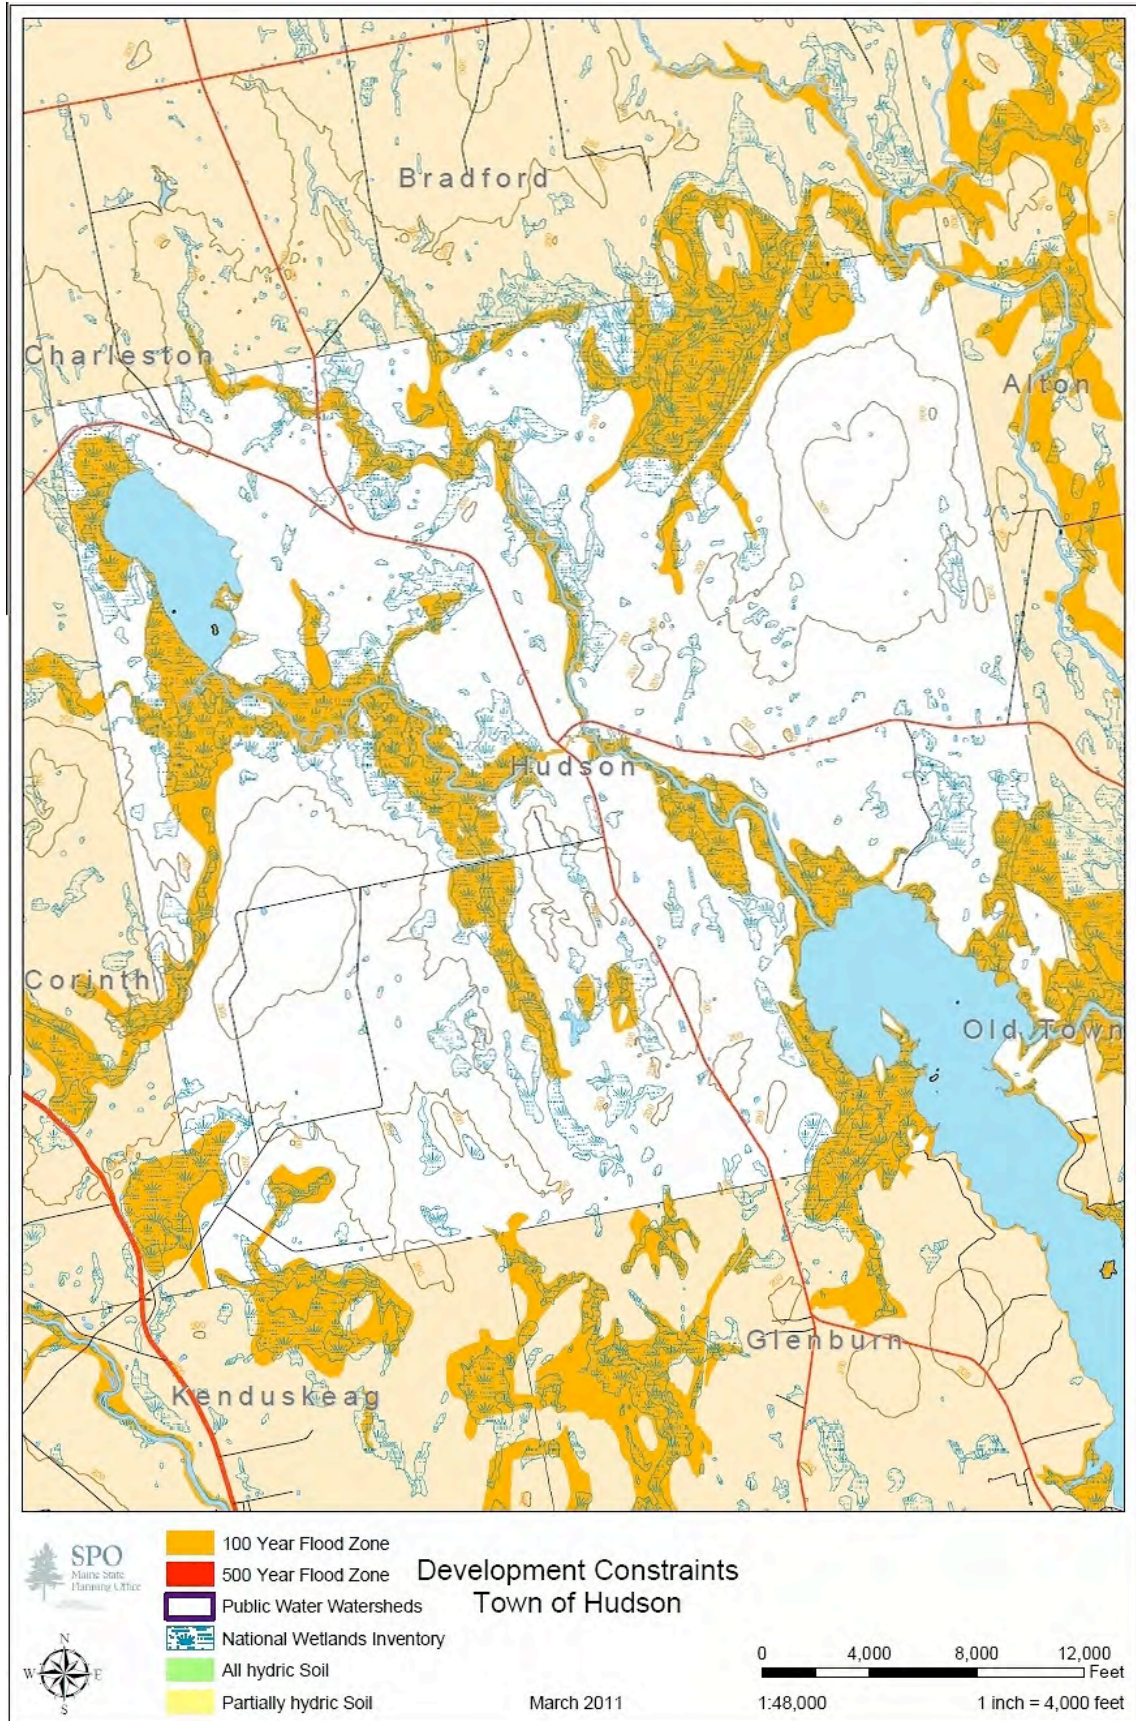 Bradford
Charleston
Alton
Hudson
Corinth
Old Town
Glenburn
Kenduskeag
SPO
Maine State
Planning Office
100 Year Flood Zone
500 Year Flood Zone
Public Water Watersheds
National Wetlands Inventory
All hydric Soil
Partially hydric Soil
Development Constraints
Town of Hudson
March 2011
N
W E
S
0 4,000 8,000 12,000
Feet
1:48,000 1 inch = 4,000 feet